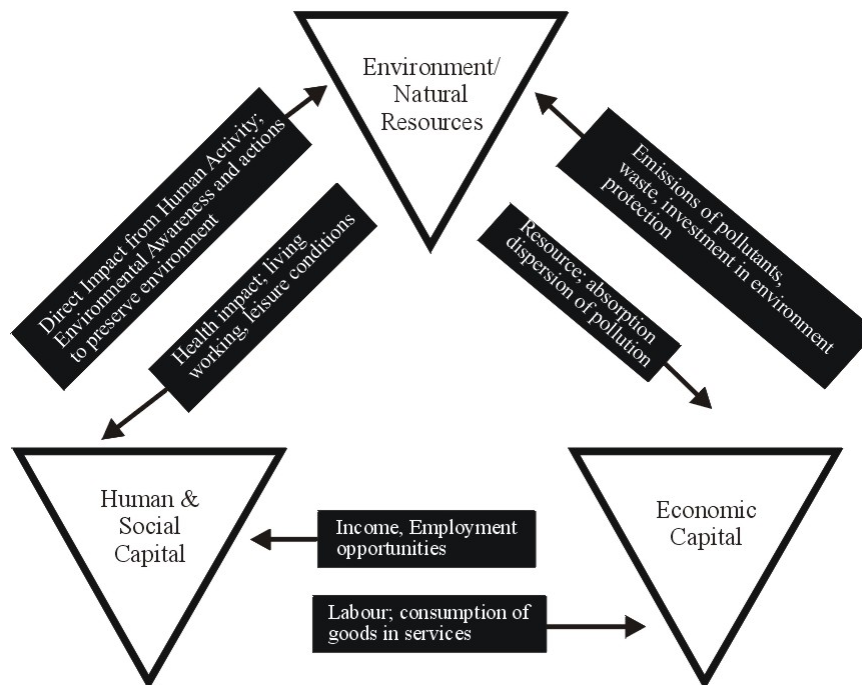 Environment/
Natural
Resources
Direct Impact from Human Activity;
Environmental Awareness and actions
to preserve environment
Health impact; living
working, leisure conditions
Emissions of pollutants,
waste, investment in environment
protection
Resource; absorption
dispersion of pollution
Human &
Social
Capital
Income, Employment
opportunities
Labour; consumption of
goods in services
Economic
Capital